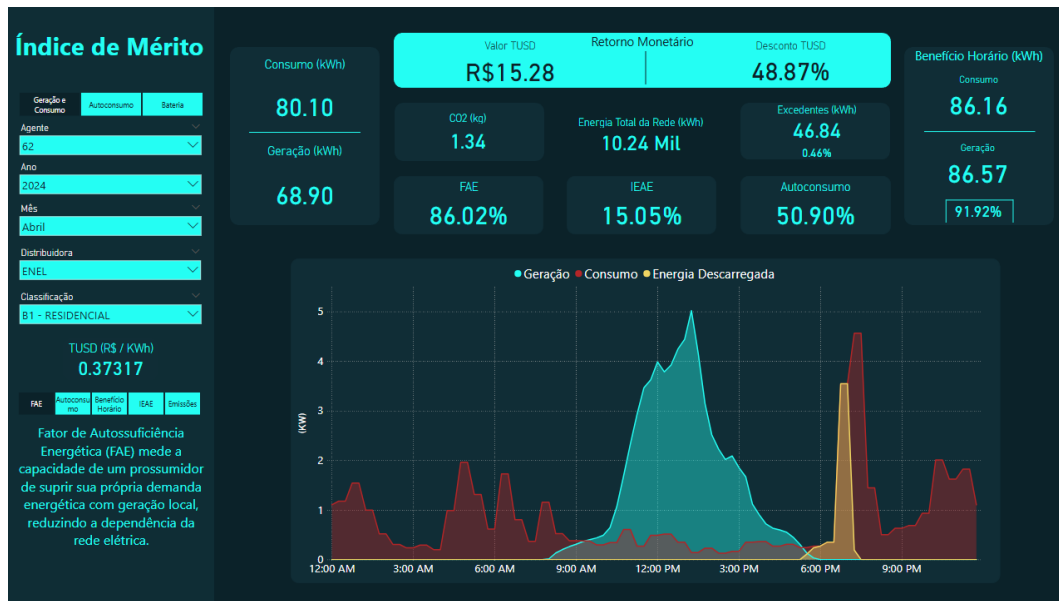 Índice de Mérito
Geração e
Consumo
Autoconsumo
Bateria
Agente
62
Ano
2024
Mês
Abril
Distribuidora
ENEL
Classificação
B1 - RESIDENCIAL
TUSD (R$ / KWh)
0.37317
FAE
Autoconsu
mo
Benefício
Horário
IEAE
Emissões
Fator de Autossuficiência
Energética (FAE) mede a
capacidade de um prossumidor
de suprir sua própria demanda
energética com geração local,
reduzindo a dependência da
rede elétrica.
Consumo (kWh)
80.10
Geração (kWh)
68.90
Retorno Monetário
Valor TUSD
R$15.28
Desconto TUSD
48.87%
CO2 (kg)
1.34
Energia Total da Rede (kWh)
10.24 Mil
Excedentes (kWh)
46.84
0.46%
FAE
86.02%
IEAE
15.05%
Autoconsumo
50.90%
Benefício Horário (kWh)
Consumo
86.16
Geração
86.57
91.92%
Geração Consumo Energia Descarregada
(KW)
5
4
3
2
1
0
12:00 AM 3:00 AM 6:00 AM 9:00 AM 12:00 PM 3:00 PM 6:00 PM 9:00 PM